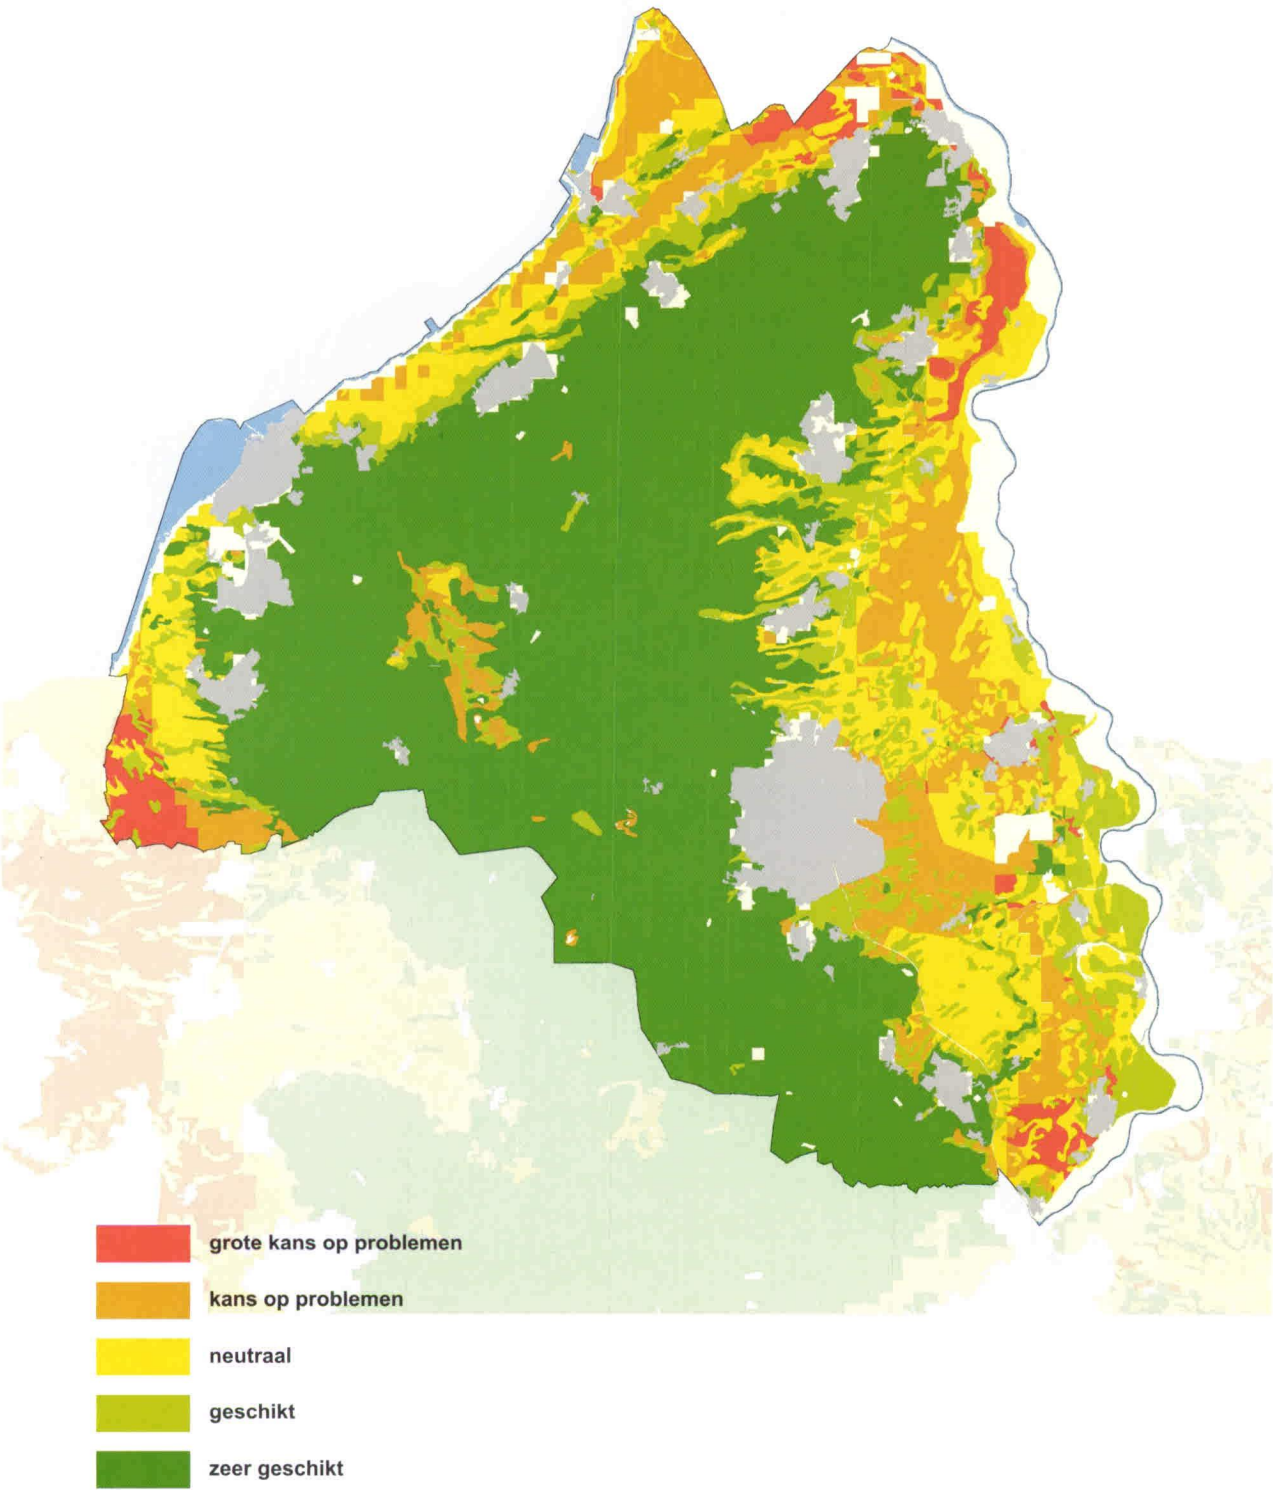 grote kans op problemen
kans op problemen
neutraal
geschikt
zeer geschikt